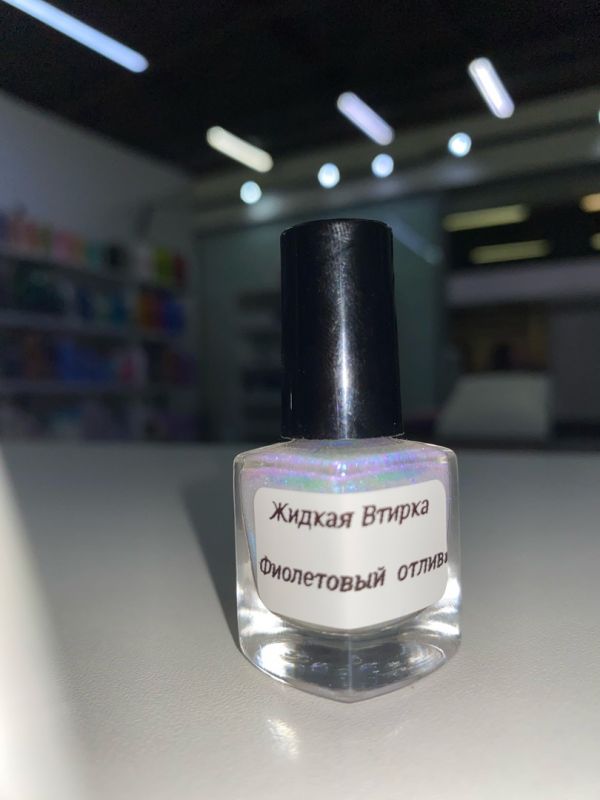 Жидкая Втирка
Фиолетовый отлив